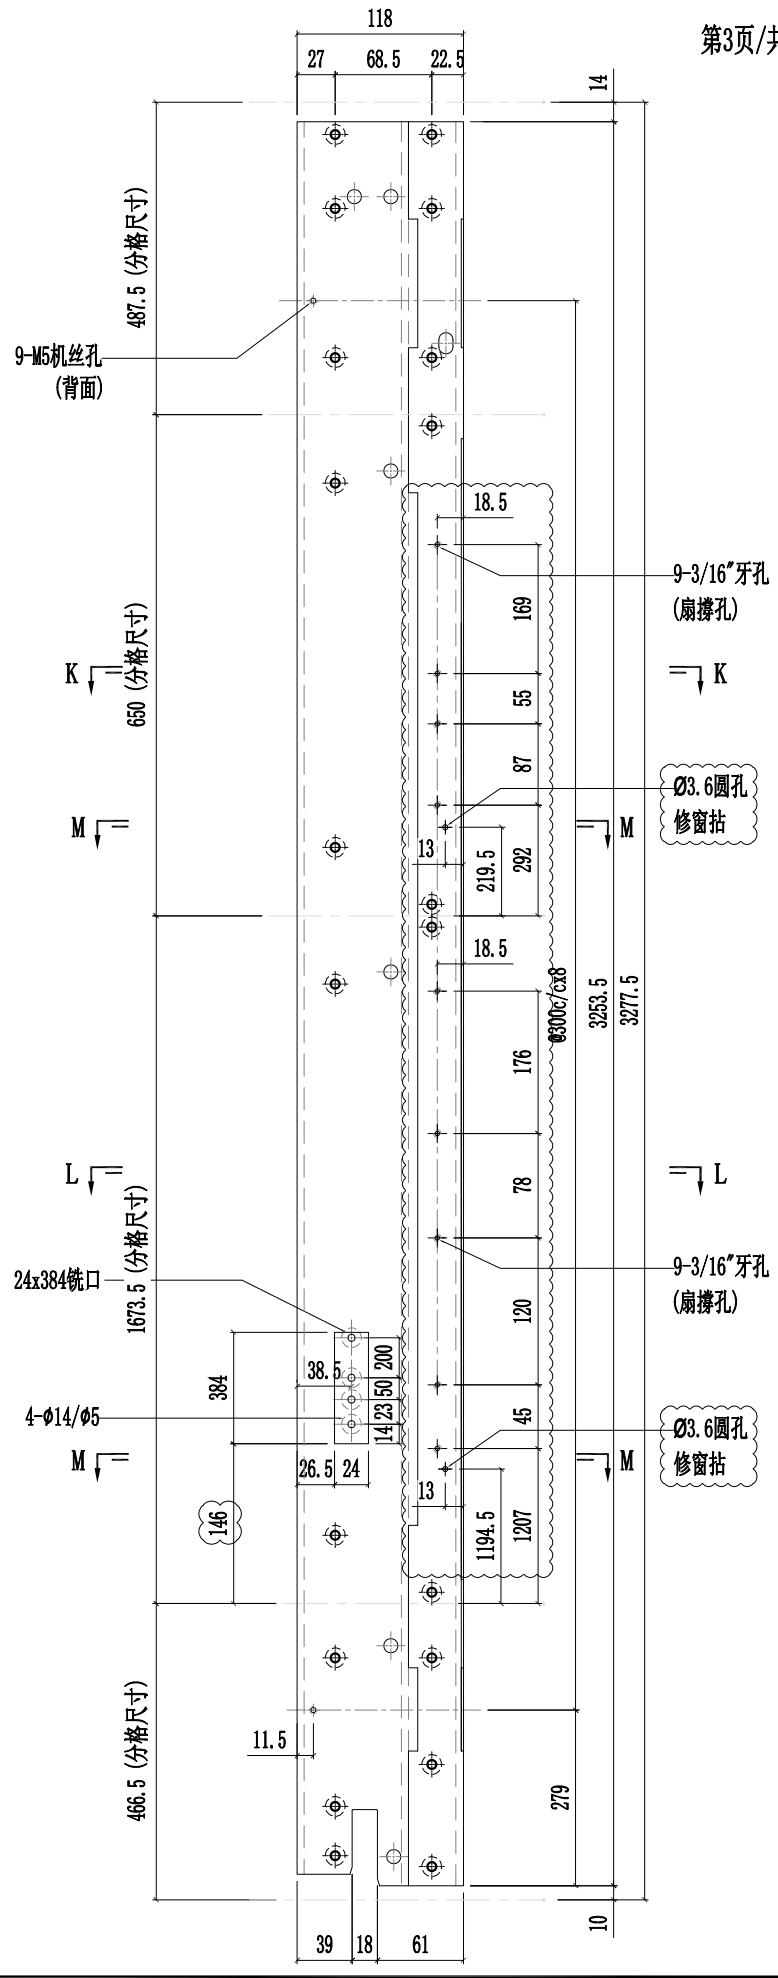 第3页/共
118
27
68.5
22.5
14
487.5 (分格尺寸)
9-M5机丝孔
(背面)
18.5
9-3/16"牙孔
(扇撑孔)
169
650 (分格尺寸)
K
K
55
87
Ø3.6圆孔
修窗拈
M
M
13
219.5
292
18.5
@300c/cx8
3253.5
3277.5
176
L
L
78
1673.5 (分格尺寸)
24x384铣口
9-3/16"牙孔
(扇撑孔)
120
384
38.5
200
50
23
14
4-φ14/φ5
45
Ø3.6圆孔
修窗拈
M
M
26.5
24
13
146
1194.5
1207
466.5 (分格尺寸)
11.5
279
10
39
18
61